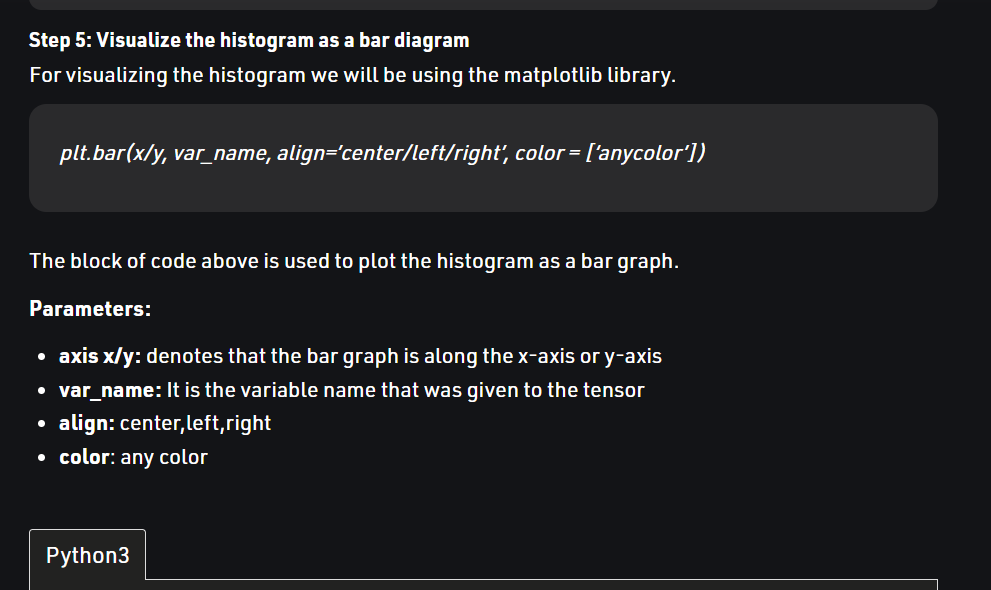 Step 5: Visualize the histogram as a bar diagram
For visualizing the histogram we will be using the matplotlib library.
plt.bar(x/y, var_name, align=’center/left/right’, color = [‘anycolor’])
The block of code above is used to plot the histogram as a bar graph.
Parameters:
• axis x/y: denotes that the bar graph is along the x-axis or y-axis
• var_name: It is the variable name that was given to the tensor
• align: center,left,right
• color: any color
Python3